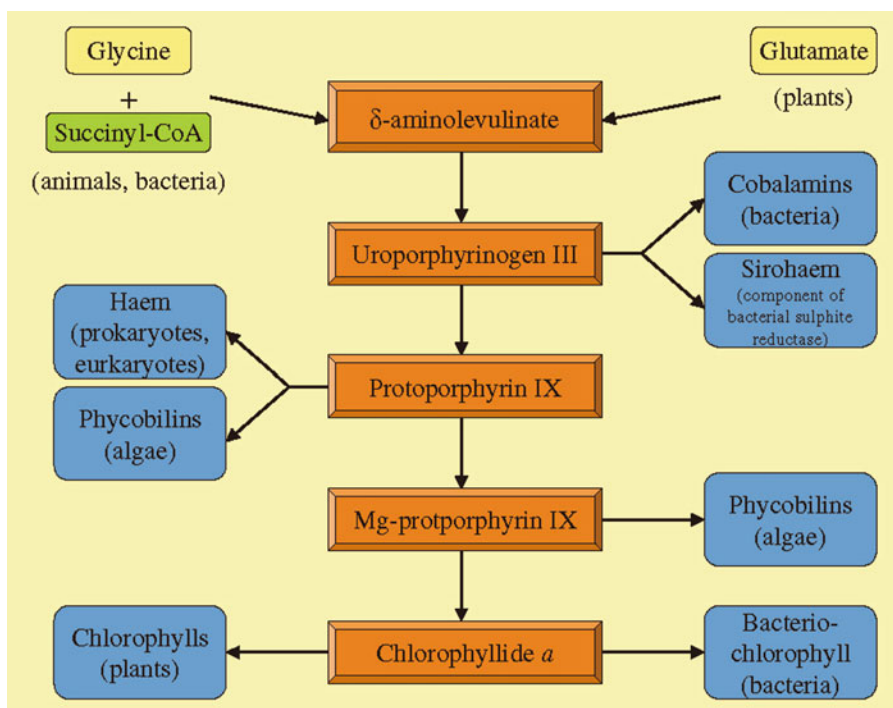 Glycine
+
Succinyl-CoA
(animals, bacteria)
δ-aminolevulinate
Glutamate
(plants)
Uroporphyrinogen III
Cobalamins
(bacteria)
Sirohaem
(component of
bacterial sulphite
reductase)
Haem
(prokaryotes,
eurkaryotes)
Phycobilins
(algae)
Protoporphyrin IX
Mg-protporphyrin IX
Phycobilins
(algae)
Chlorophylls
(plants)
Chlorophyllide a
Bacterio-
chlorophyll
(bacteria)